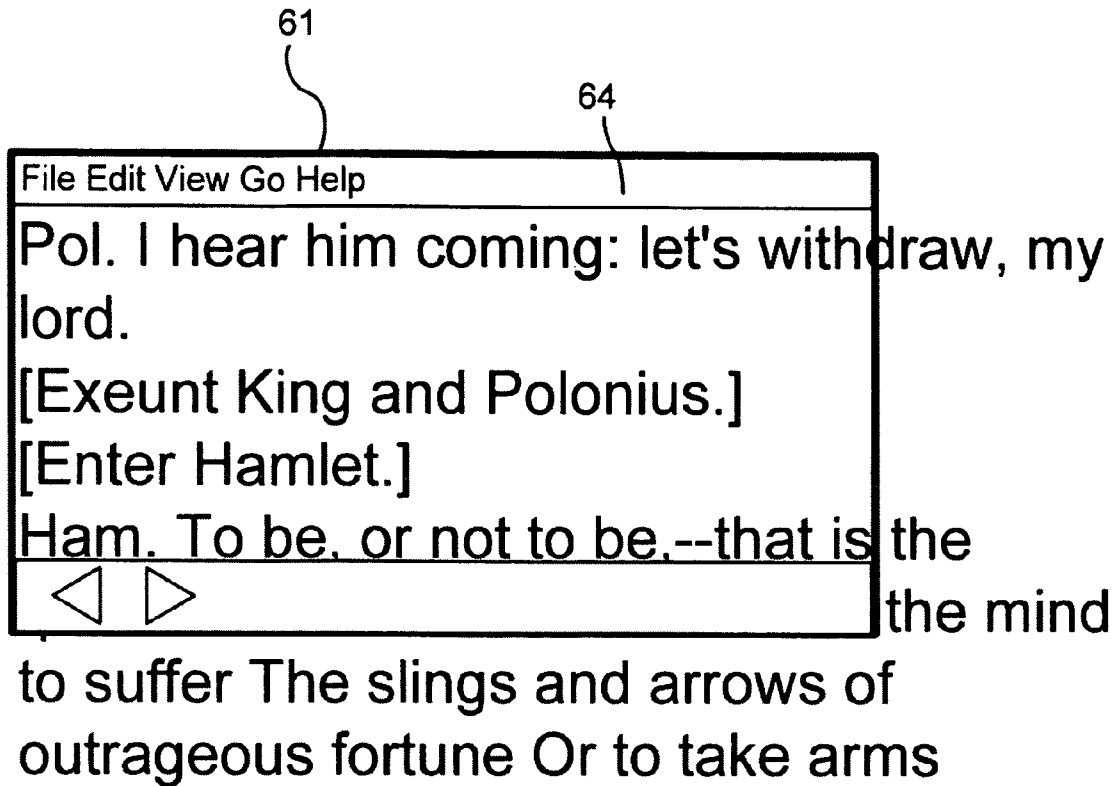 61
64
File Edit View Go Help
Pol. I hear him coming: let's withdraw, my
lord.
[Exeunt King and Polonius.]
[Enter Hamlet.]
Ham. To be, or not to be,--that is the
the mind
to suffer The slings and arrows of
outrageous fortune Or to take arms